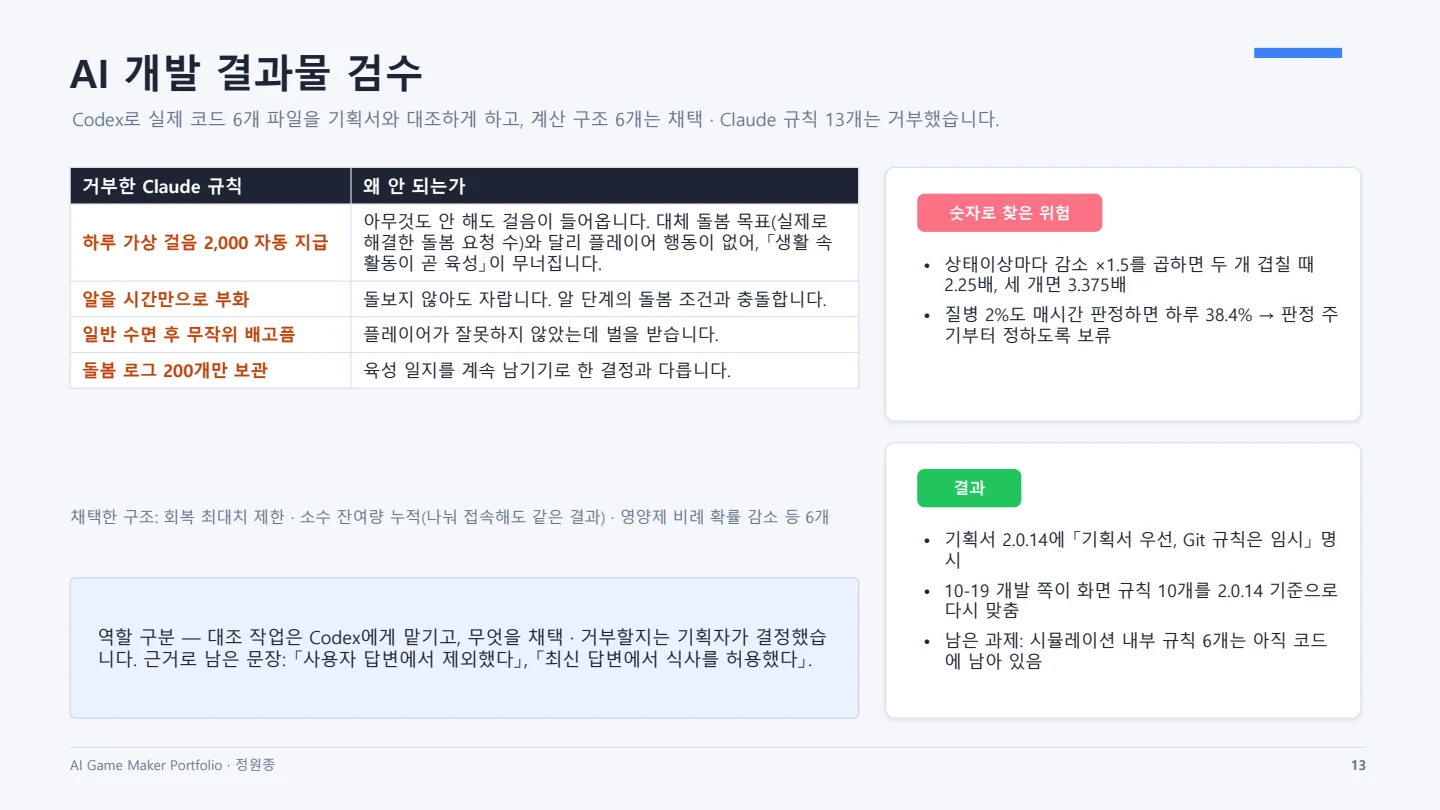 AI 개발 결과물 검수
Codex로 실제 코드 6개 파일을 기획서와 대조하게 하고, 계산 구조 6개는 채택 · Claude 규칙 13개는 거부했습니다.
거부한 Claude 규칙
왜 안 되는가
하루 가상 걸음 2,000 자동 지급
아무것도 안 해도 걸음이 들어옵니다. 대체 돌봄 목표(실제로
해결한 돌봄 요청 수)와 달리 플레이어 행동이 없어, 「생활 속
활동이 곧 육성」이 무너집니다.
알을 시간만으로 부화
돌보지 않아도 자랍니다. 알 단계의 돌봄 조건과 충돌합니다.
일반 수면 후 무작위 배고픔
플레이어가 잘못하지 않았는데 벌을 받습니다.
돌봄 로그 200개만 보관
육성 일지를 계속 남기기로 한 결정과 다릅니다.
채택한 구조: 회복 최대치 제한 · 소수 잔여량 누적(나눠 접속해도 같은 결과) · 영양제 비례 확률 감소 등 6개
역할 구분 — 대조 작업은 Codex에게 맡기고, 무엇을 채택 · 거부할지는 기획자가 결정했습
니다. 근거로 남은 문장: 「사용자 답변에서 제외했다」, 「최신 답변에서 식사를 허용했다」.
숫자로 찾은 위험
• 상태이상마다 감소 ×1.5를 곱하면 두 개 겹칠 때
2.25배, 세 개면 3.375배
• 질병 2%도 매시간 판정하면 하루 38.4% → 판정 주
기부터 정하도록 보류
결과
• 기획서 2.0.14에 「기획서 우선, Git 규칙은 임시」 명
시
• 10-19 개발 쪽이 화면 규칙 10개를 2.0.14 기준으로
다시 맞춤
• 남은 과제: 시뮬레이션 내부 규칙 6개는 아직 코드
에 남아 있음
AI Game Maker Portfolio · 정원종
13